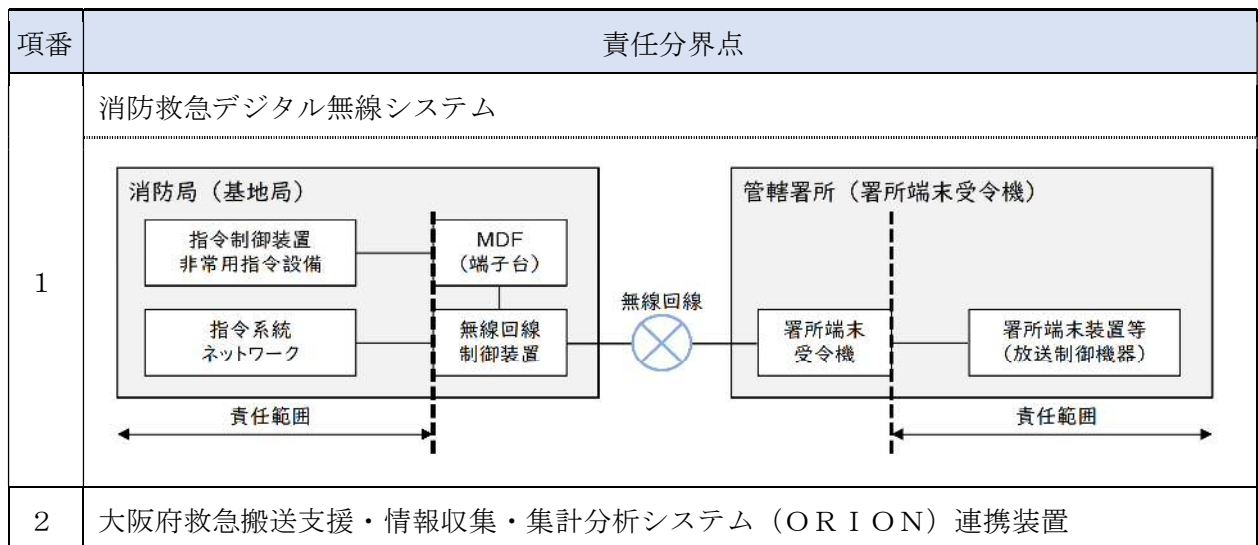 項番 責任分界点
1
消防救急デジタル無線システム
消防局（基地局）
指令制御装置
非常用指令設備
MDF
（端子台）
指令系統
ネットワーク
無線回線
制御装置
責任範囲
無線回線
管轄署所（署所端末受令機）
署所端末
受令機
署所端末装置等
（放送制御機器）
責任範囲
2 大阪府救急搬送支援・情報収集・集計分析システム（ＯＲＩＯＮ）連携装置